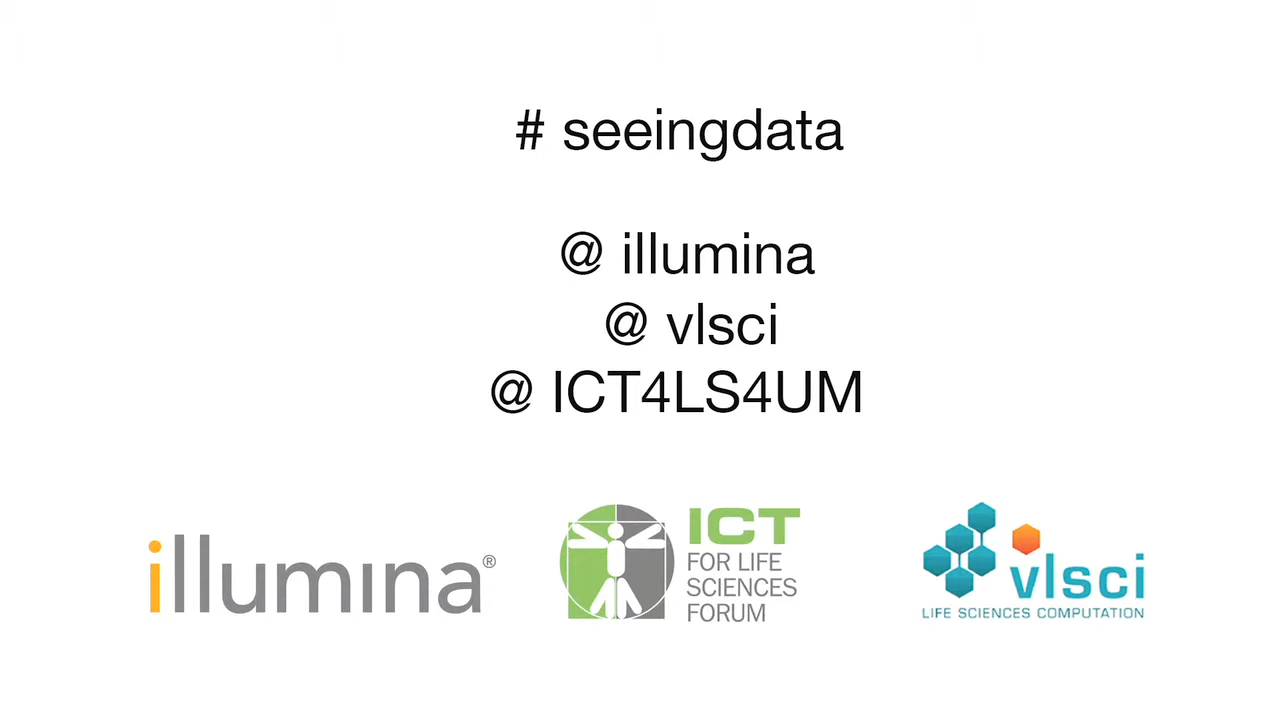 # seeingdata
@ illumina
@ vlsci
@ ICT4LS4UM
illumina®
ICT
FOR LIFE
SCIENCES
FORUM
vlsci
LIFE SCIENCES COMPUTATION